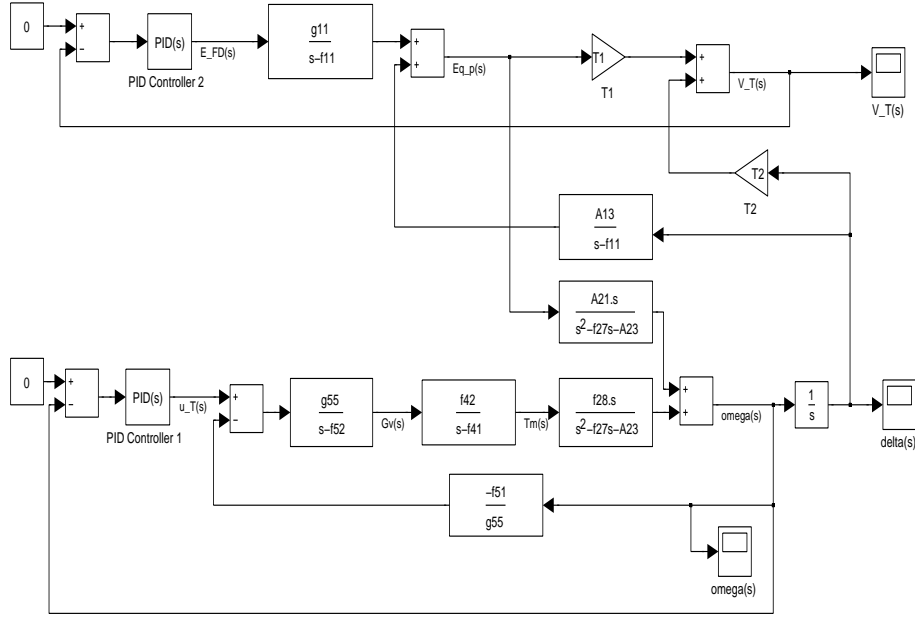 0
+
−
PID(s)
PID Controller 2
E_FD(s)
g11
s−f11
+
+
Eq_p(s)
T1
T1
+
+
V_T(s)
V_T(s)
T2
T2
A13
s−f11
A21.s
s²−f27s−A23
0
+
−
PID(s)
PID Controller 1
u_T(s)
+
−
g55
s−f52
Gv(s)
f42
s−f41
Tm(s)
f28.s
s²−f27s−A23
+
+
omega(s)
1
s
delta(s)
−f51
g55
omega(s)